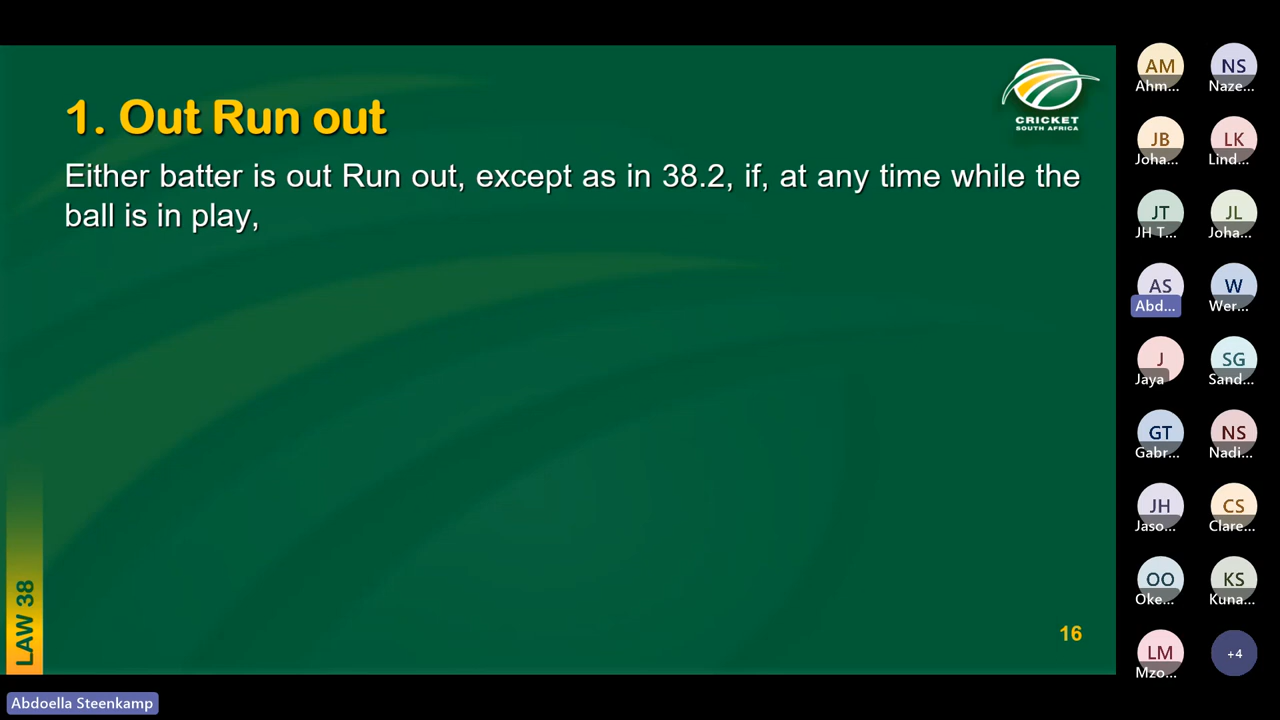 1. Out Run out
CRICKET
SOUTH AFRICA
Either batter is out Run out, except as in 38.2, if, at any time while the
ball is in play,
LAW 38
16
Abdoella Steenkamp
AM
Ahm...
NS
Naze...
JB
Joha...
LK
Lind...
JT
JH T...
JL
Joha...
AS
Abd...
W
Wer...
J
Jaya
SG
Sand...
GT
Gabr...
NS
Nadi...
JH
Jaso...
CS
Clare...
OO
Oke...
KS
Kuna...
LM
Mzo...
+4